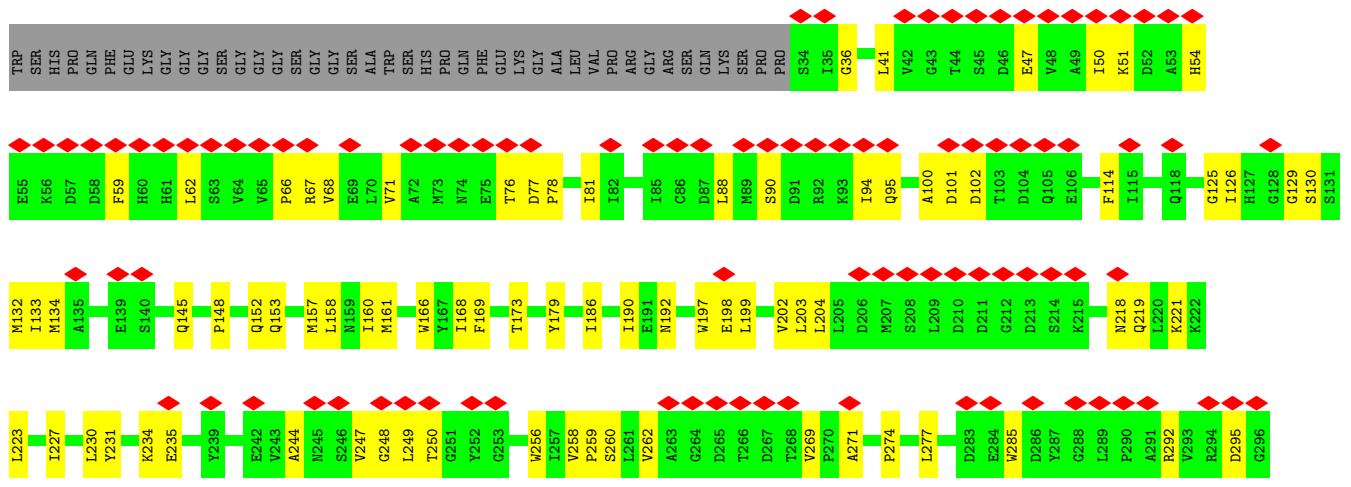 TRP SER HIS PRO GLN PHE GLU LYS GLY GLY GLY SER GLY GLY GLY SER GLY GLY SER ALA TRP SER HIS PRO GLN PHE GLU LYS GLY ALA LEU VAL PRO ARG GLY ARG SER GLN LYS SER PRO PRO S34 I35 G36 L41 V42 G43 T44 S45 D46 E47 V48 A49 I50 K51 D52 A53 H54
E55 K56 D57 D58 F59 H60 H61 L62 S63 V64 V65 P66 R67 V68 E69 L70 V71 A72 M73 N74 E75 T76 D77 P78 I81 I82 I85 C86 D87 L88 M89 S90 D91 R92 K93 I94 Q95 A100 D101 D102 T103 D104 Q105 E106 F114 I115 Q118 G125 I126 H127 G128 G129 S130 S131
M132 I133 M134 A135 E139 S140 Q145 P148 Q152 Q153 M157 L158 N159 I160 M161 W166 Y167 I168 F169 T173 Y179 I186 I190 E191 N192 W197 E198 L199 V202 L203 L204 L205 D206 M207 S208 L209 D210 D211 G212 D213 S214 K215 N218 Q219 L220 K221 K222
L223 I227 L230 Y231 K234 E235 Y239 E242 V243 A244 N245 S246 V247 G248 L249 T250 G251 Y252 G253 W256 I257 V258 P259 S260 L261 V262 A263 G264 D265 T266 D267 T268 V269 P270 A271 P274 L277 D283 E284 W285 D286 Y287 G288 L289 P290 A291 R292 V293 R294 D295 G296